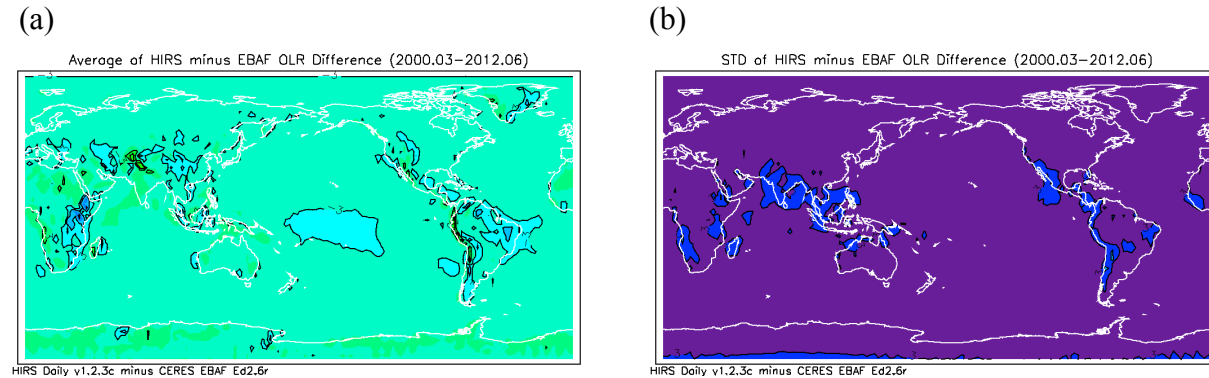 (a)
(b)
Average of HIRS minus EBAF OLR Difference (2000.03-2012.06)
STD of HIRS minus EBAF OLR Difference (2000.03-2012.06)
HIRS Daily v1.2.3c minus CERES EBAF Ed2.6r
HIRS Daily v1.2.3c minus CERES EBAF Ed2.6r